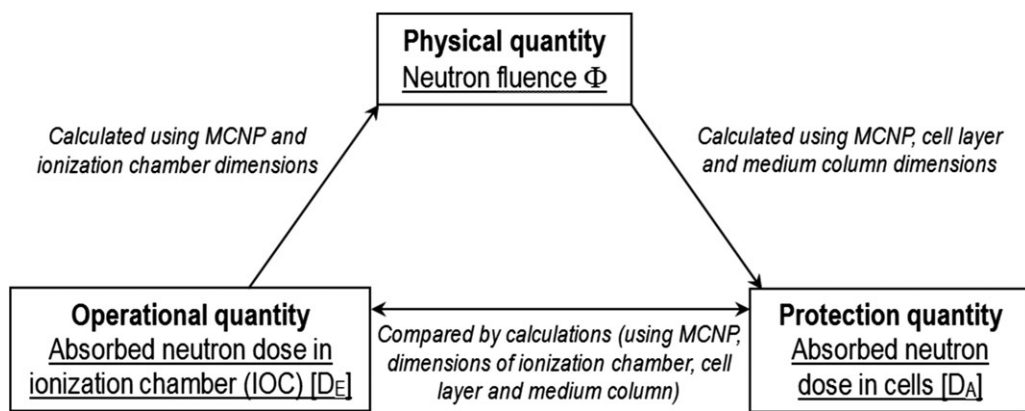 Physical quantity
Neutron fluence Φ
Calculated using MCNP and
ionization chamber dimensions
Calculated using MCNP, cell layer
and medium column dimensions
Operational quantity
Absorbed neutron dose in
ionization chamber (IOC) [DE]
Compared by calculations (using MCNP,
dimensions of ionization chamber, cell
layer and medium column)
Protection quantity
Absorbed neutron
dose in cells [DA]